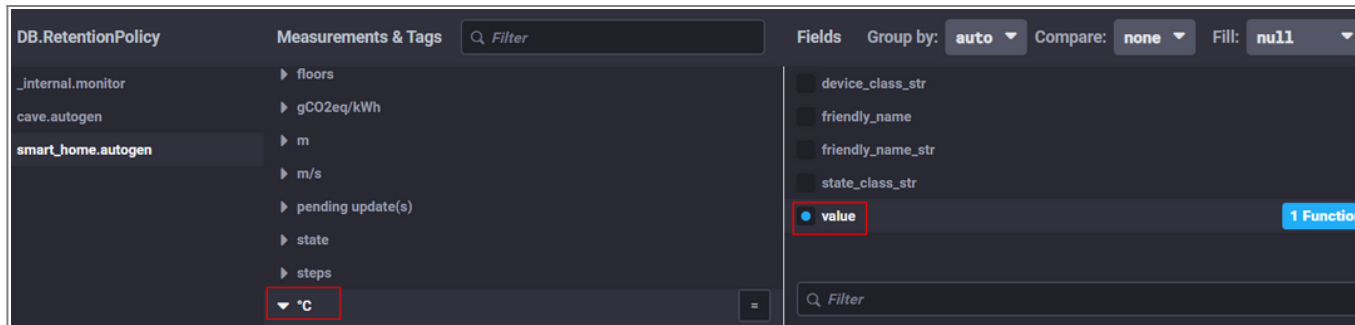 DB.RetentionPolicy
_internal.monitor
cave.autogen
smart_home.autogen
Measurements & Tags
Filter
floors
gCO2eq/kWh
m
m/s
pending update(s)
state
steps
°C
=
Fields Group by: auto Compare: none Fill: null
device_class_str
friendly_name
friendly_name_str
state_class_str
value 1 Functio
Filter